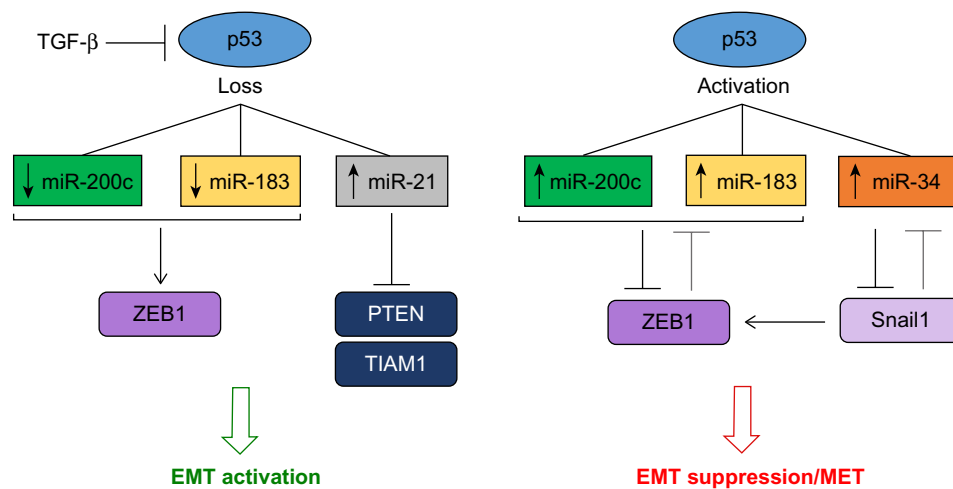 TGF-β
p53
Loss
miR-200c
miR-183
miR-21
ZEB1
PTEN
TIAM1
EMT activation
p53
Activation
miR-200c
miR-183
miR-34
ZEB1
Snail1
EMT suppression/MET